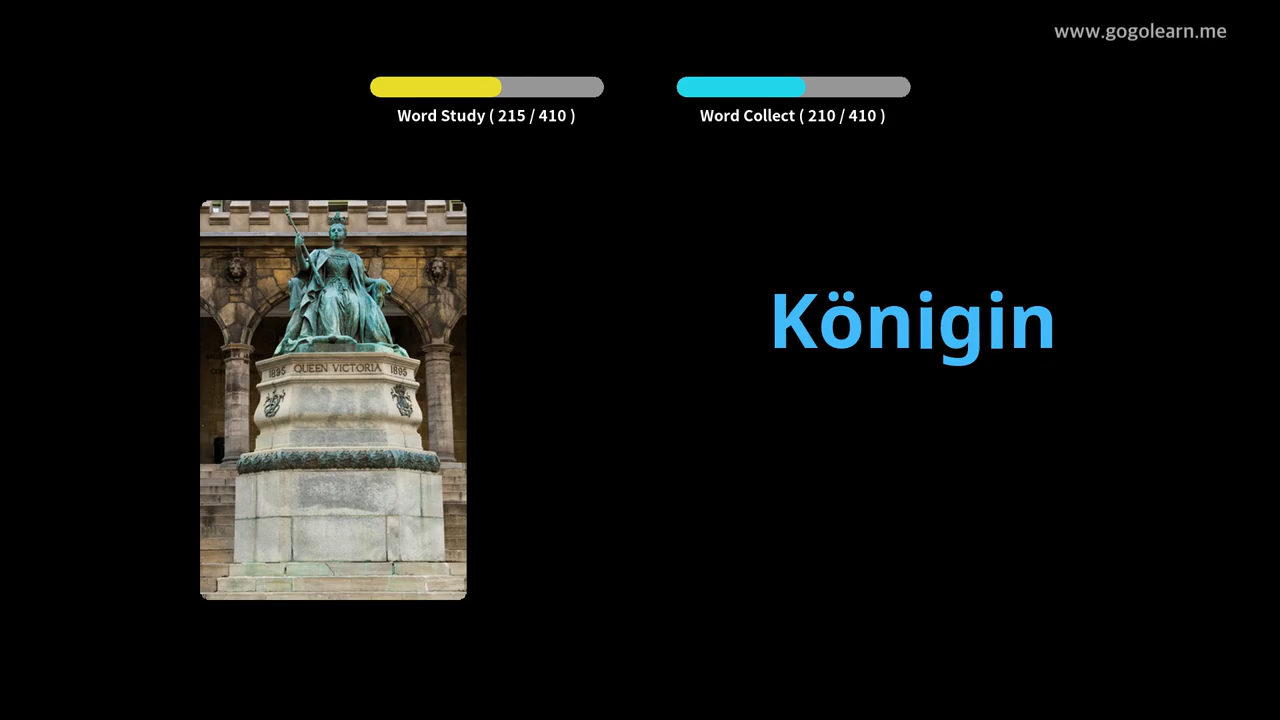 www.gogolearn.me
Word Study ( 215 / 410 )
Word Collect ( 210 / 410 )
Königin
1895 QUEEN VICTORIA 1895